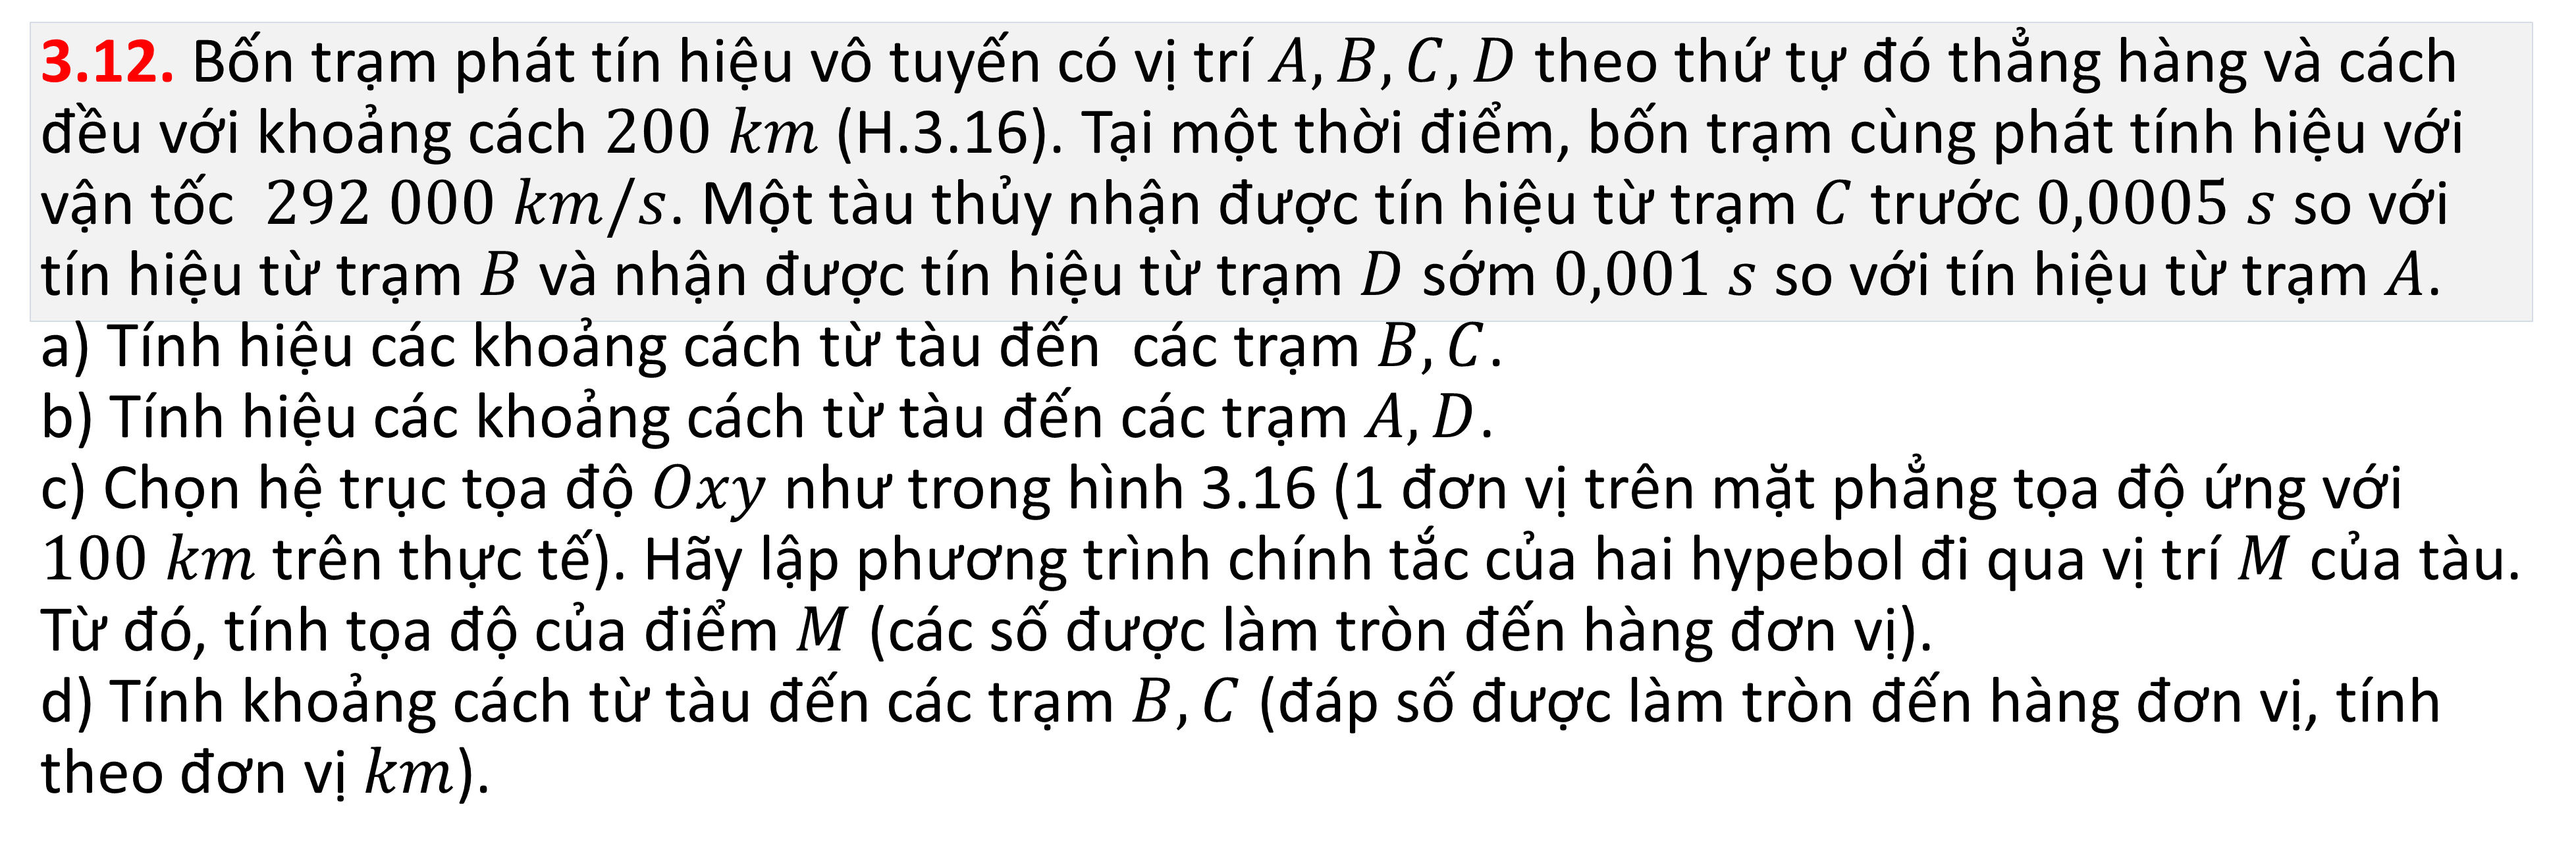 3.12. Bốn trạm phát tín hiệu vô tuyến có vị trí A, B, C, D theo thứ tự đó thẳng hàng và cách
đều với khoảng cách 200 km (H.3.16). Tại một thời điểm, bốn trạm cùng phát tính hiệu với
vận tốc 292 000 km/s. Một tàu thủy nhận được tín hiệu từ trạm C trước 0,0005 s so với
tín hiệu từ trạm B và nhận được tín hiệu từ trạm D sớm 0,001 s so với tín hiệu từ trạm A.
a) Tính hiệu các khoảng cách từ tàu đến các trạm B, C.
b) Tính hiệu các khoảng cách từ tàu đến các trạm A, D.
c) Chọn hệ trục tọa độ Oxy như trong hình 3.16 (1 đơn vị trên mặt phẳng tọa độ ứng với
100 km trên thực tế). Hãy lập phương trình chính tắc của hai hypebol đi qua vị trí M của tàu.
Từ đó, tính tọa độ của điểm M (các số được làm tròn đến hàng đơn vị).
d) Tính khoảng cách từ tàu đến các trạm B, C (đáp số được làm tròn đến hàng đơn vị, tính
theo đơn vị km).